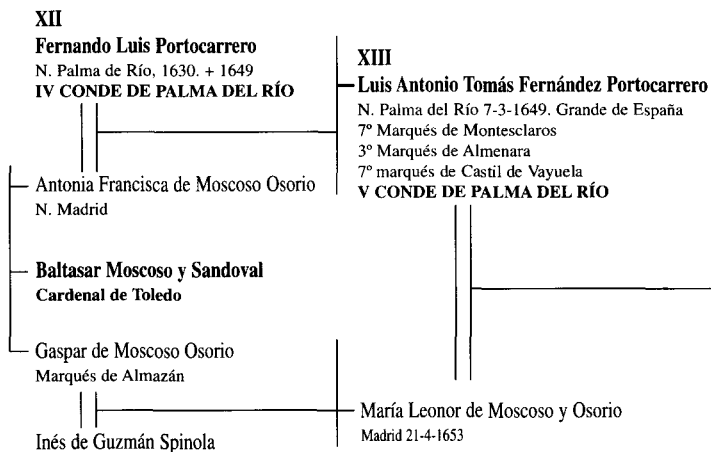 XII
Fernando Luis Portocarrero
N. Palma de Río, 1630. + 1649
IV CONDE DE PALMA DEL RÍO
Antonia Francisca de Moscoso Osorio
N. Madrid
Baltasar Moscoso y Sandoval
Cardenal de Toledo
Gaspar de Moscoso Osorio
Marqués de Almazán
Inés de Guzmán Spinola
XIII
Luis Antonio Tomás Fernández Portocarrero
N. Palma del Río 7-3-1649. Grande de España
7º Marqués de Montesclaros
3º Marqués de Almenara
7º marqués de Castil de Vayuela
V CONDE DE PALMA DEL RÍO
María Leonor de Moscoso y Osorio
Madrid 21-4-1653